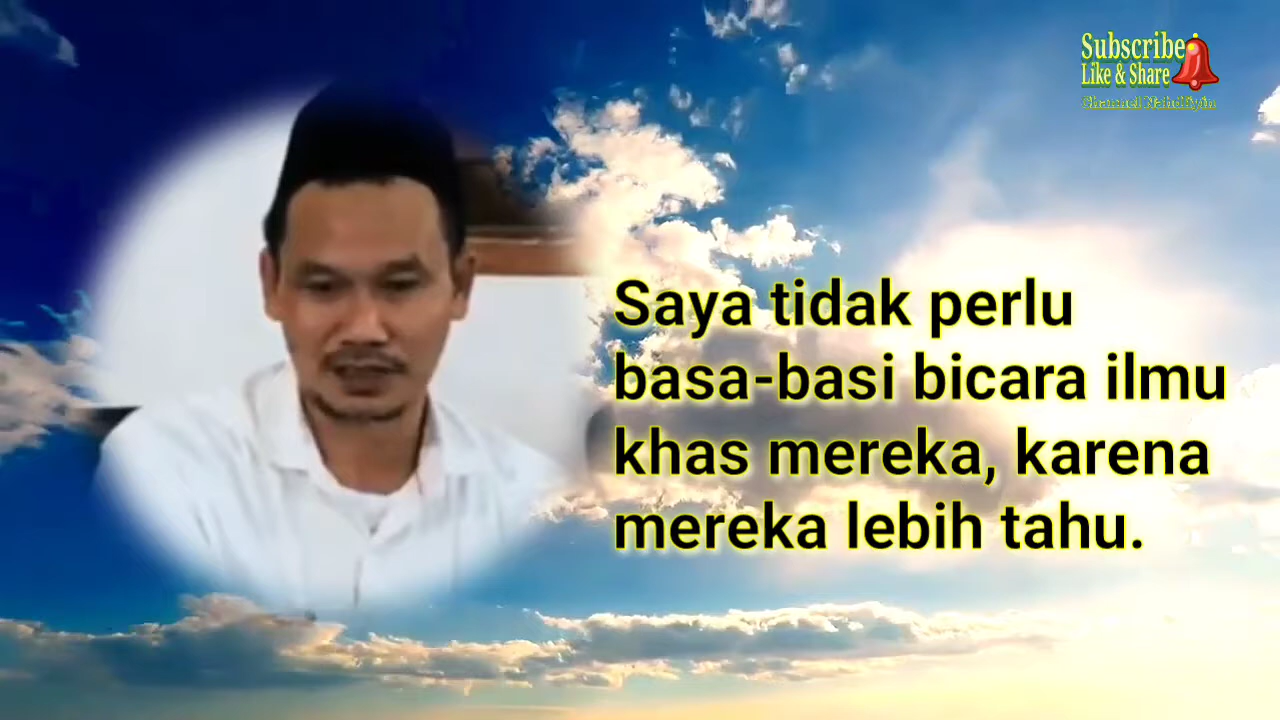 Subscribe
Like & Share
Saya tidak perlu
basa-basi bicara ilmu
khas mereka, karena
mereka lebih tahu.